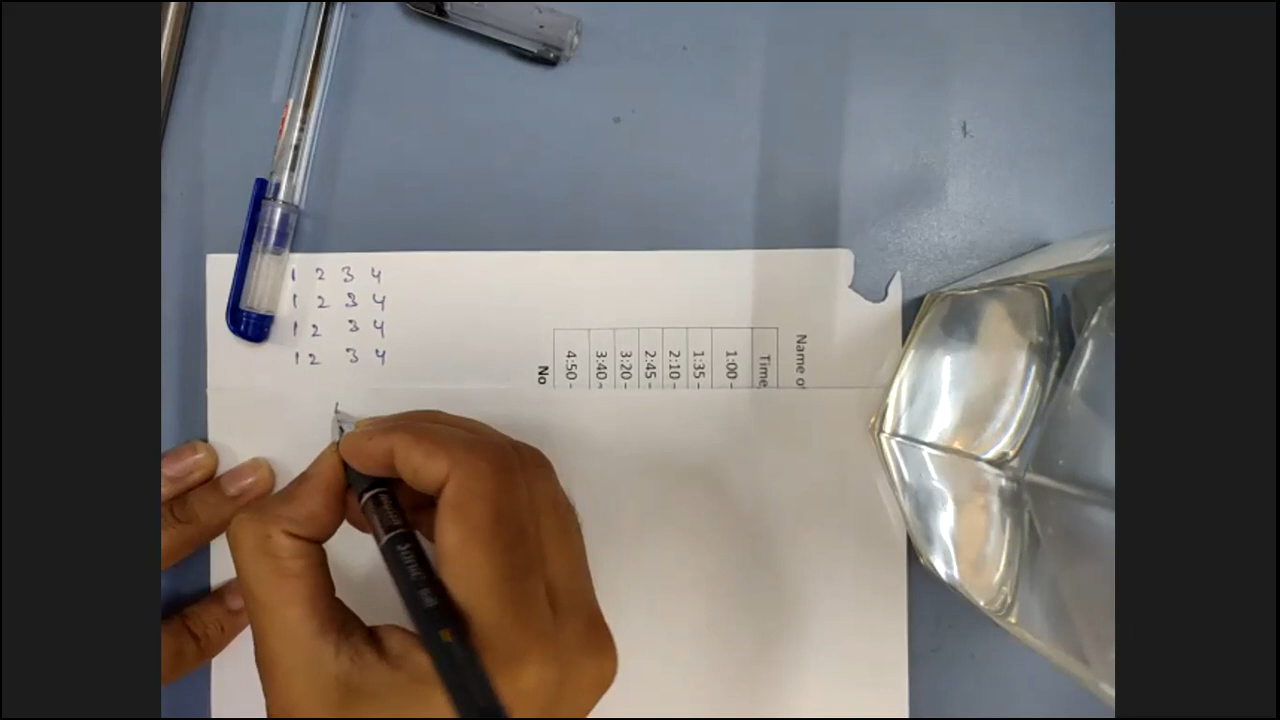 1 2 3 4
1 2 3 4
1 2 3 4
1 2 3 4
Name of
Time
1:00 -
1:35 -
2:10 -
2:45 -
3:20 -
3:40
4:50 -
No